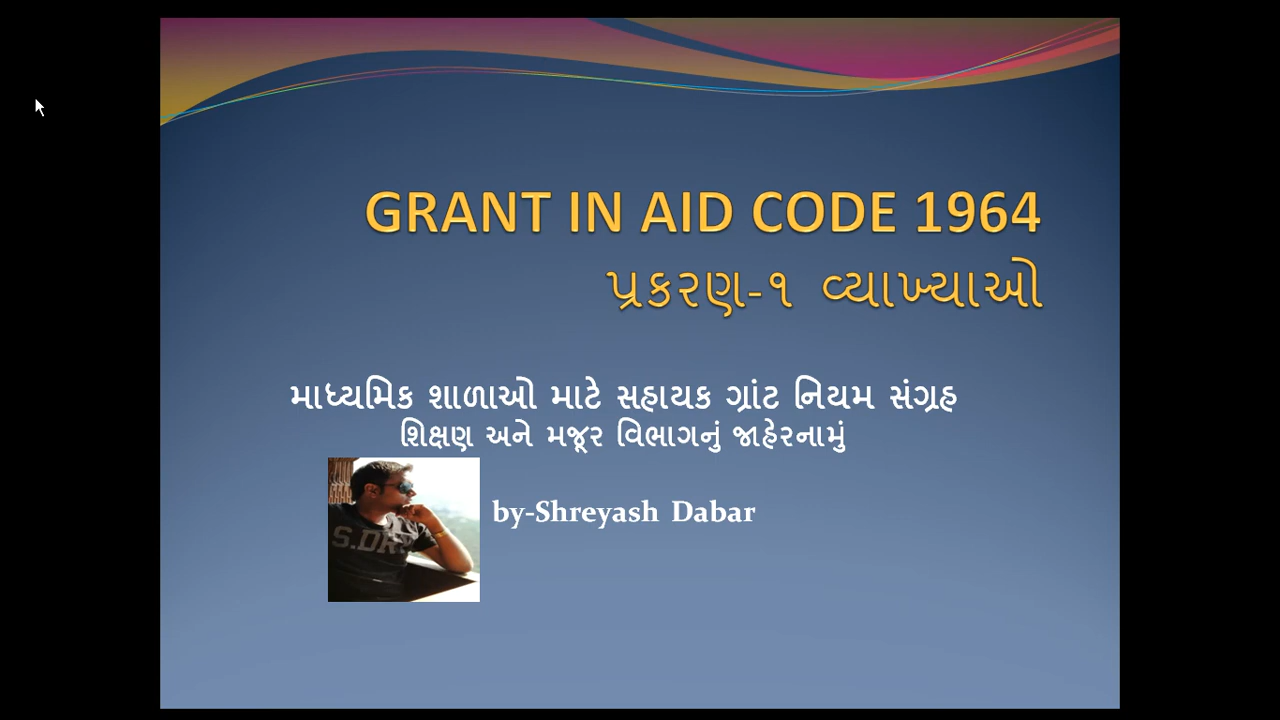 GRANT IN AID CODE 1964
પ્રકરણ-૧ વ્યાખ્યાઓ
માધ્યમિક શાળાઓ માટે સહાયક ગ્રાંટ નિયમ સંગ્રહ
શિક્ષણ અને મજૂર વિભાગનું જાહેરનામું
by-Shreyash Dabar